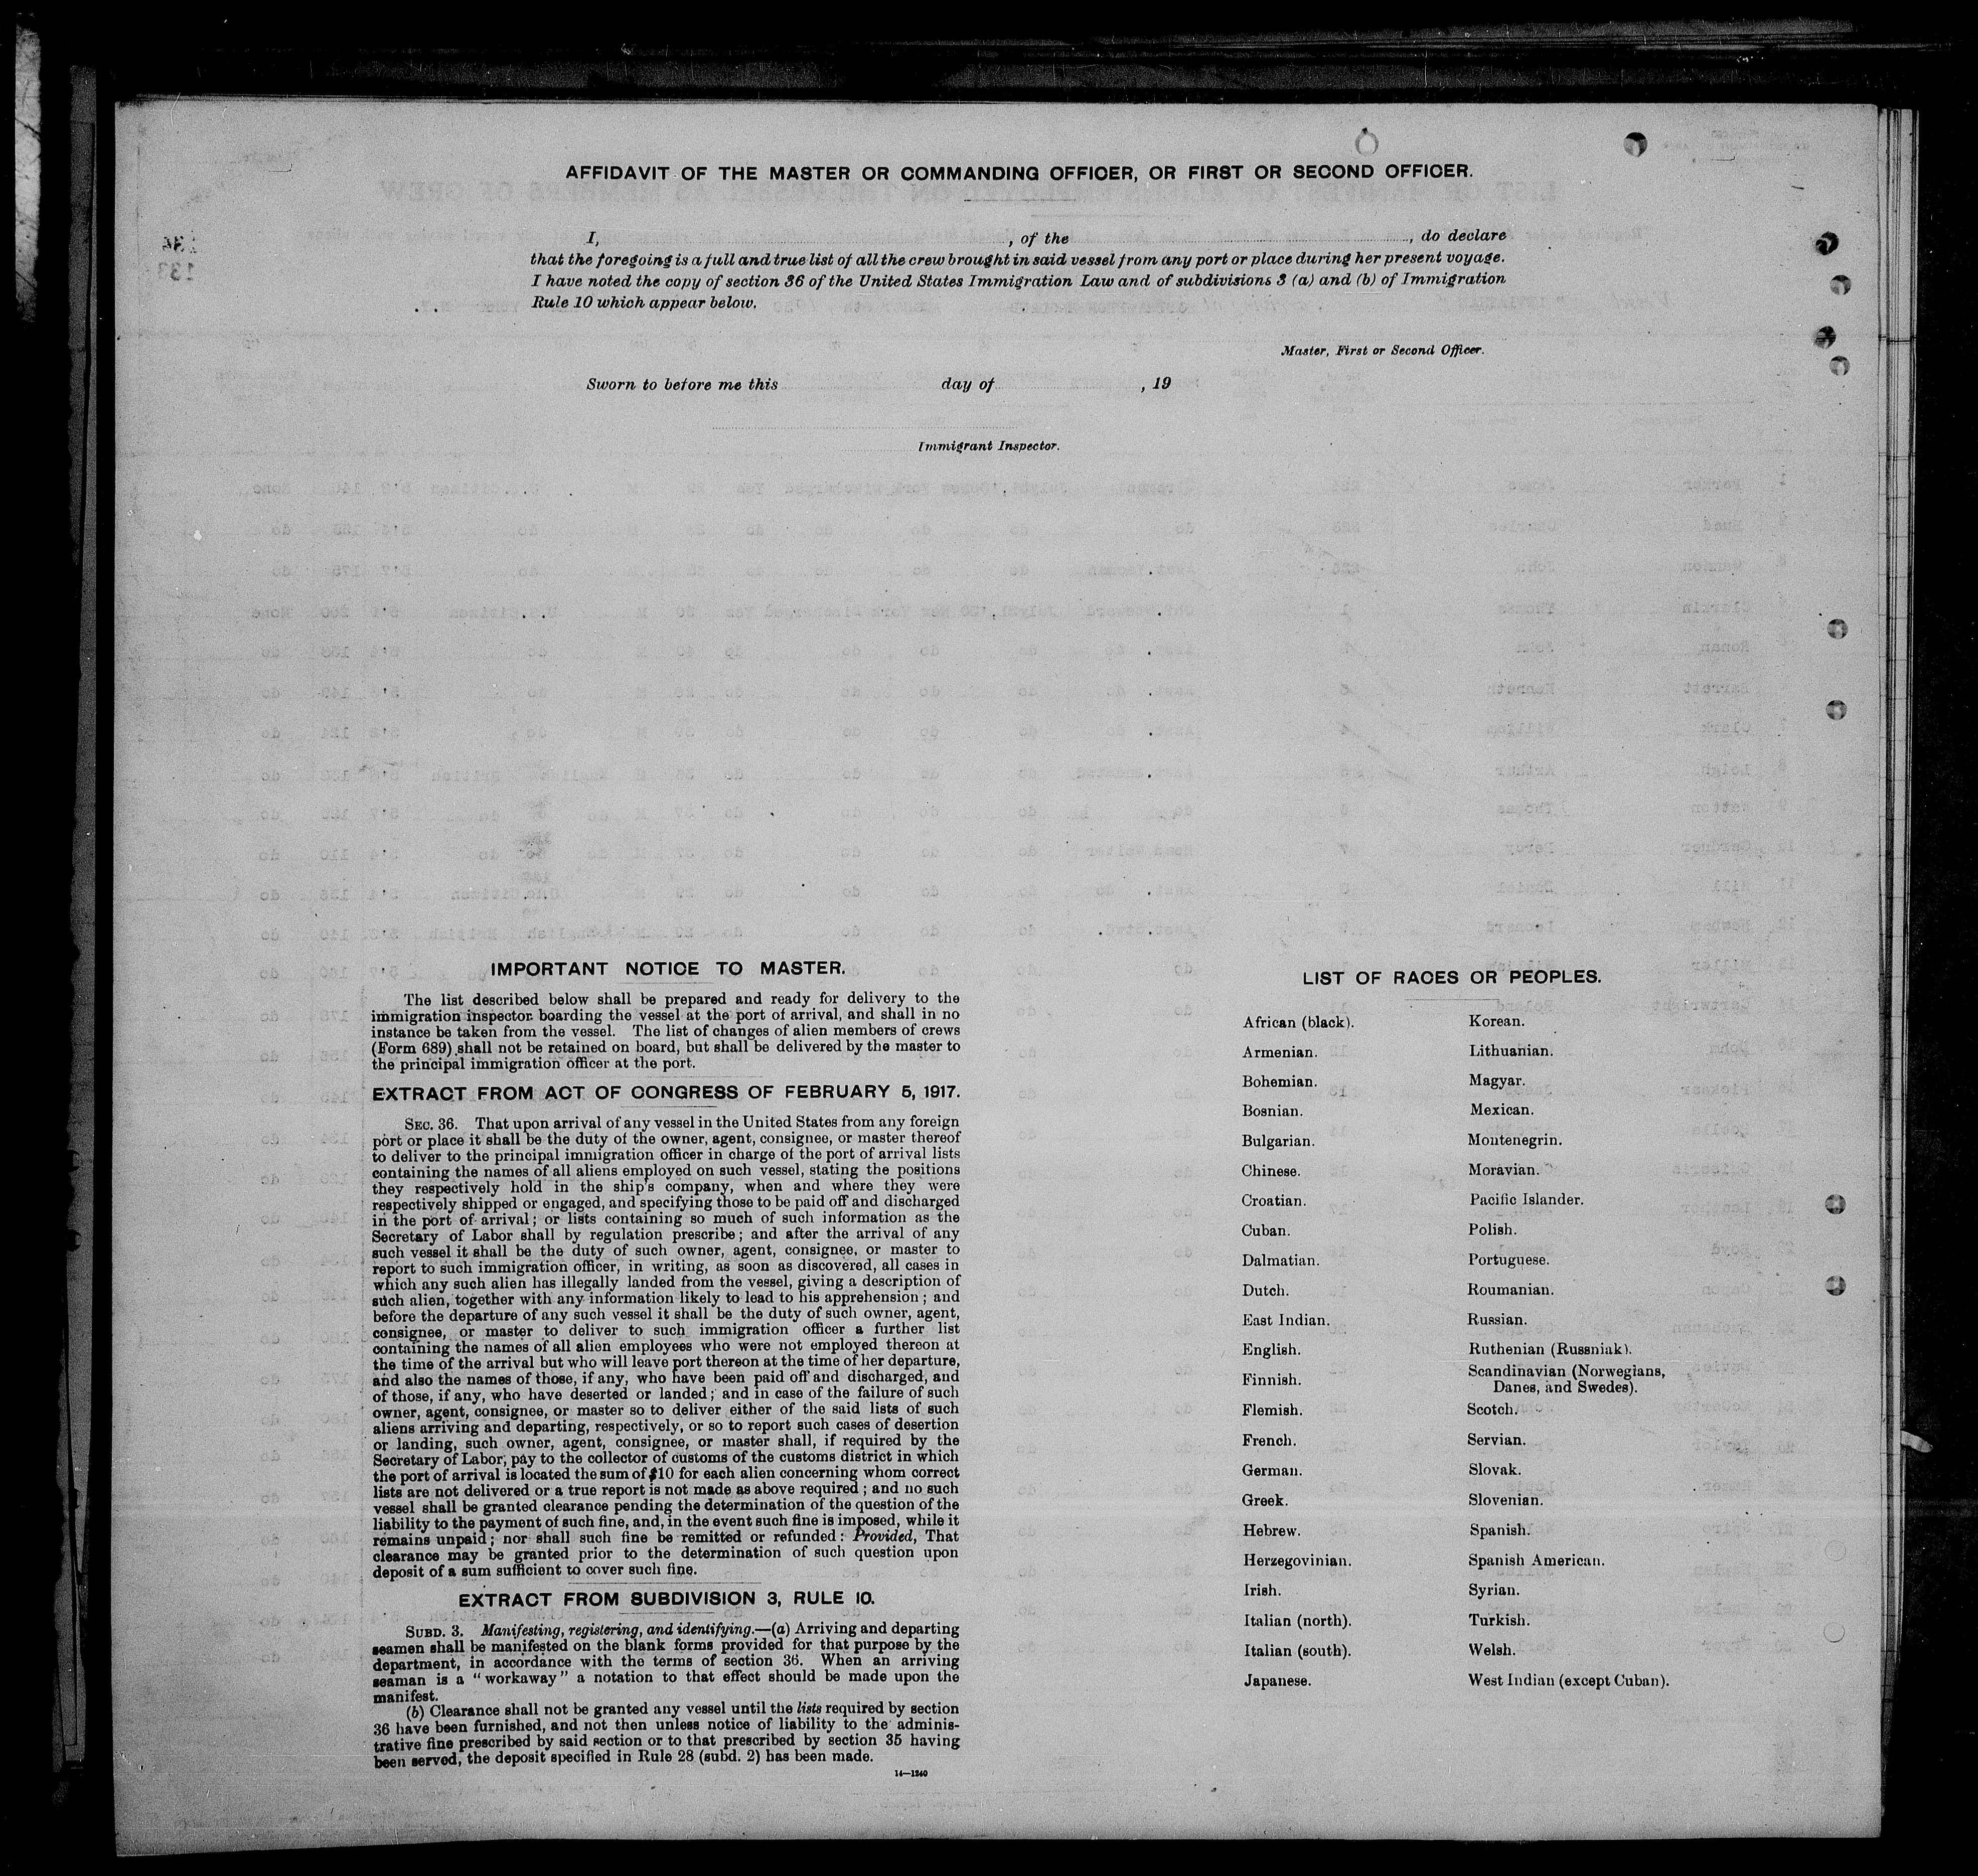 AFFIDAVIT OF THE MASTER OR COMMANDING OFFICER, OR FIRST OR SECOND OFFICER.
I, , of the , do declare
that the foregoing is a full and true list of all the crew brought in said vessel from any port or place during her present voyage.
I have noted the copy of section 36 of the United States Immigration Law and of subdivisions 3 (a) and (b) of Immigration
Rule 10 which appear below.
Master, First or Second Officer.
Sworn to before me this day of , 19
Immigrant Inspector.
IMPORTANT NOTICE TO MASTER.
The list described below shall be prepared and ready for delivery to the
immigration inspector boarding the vessel at the port of arrival, and shall in no
instance be taken from the vessel. The list of changes of alien members of crews
(Form 689) shall not be retained on board, but shall be delivered by the master to
the principal immigration officer at the port.
EXTRACT FROM ACT OF CONGRESS OF FEBRUARY 5, 1917.
SEC. 36. That upon arrival of any vessel in the United States from any foreign
port or place it shall be the duty of the owner, agent, consignee, or master thereof
to deliver to the principal immigration officer in charge of the port of arrival lists
containing the names of all aliens employed on such vessel, stating the positions
they respectively hold in the ship's company, when and where they were
respectively shipped or engaged, and specifying those to be paid off and discharged
in the port of arrival; or lists containing so much of such information as the
Secretary of Labor shall by regulation prescribe; and after the arrival of any
such vessel it shall be the duty of such owner, agent, consignee, or master to
report to such immigration officer, in writing, as soon as discovered, all cases in
which any such alien has illegally landed from the vessel, giving a description of
such alien, together with any information likely to lead to his apprehension; and
before the departure of any such vessel it shall be the duty of such owner, agent,
consignee, or master to deliver to such immigration officer a further list
containing the names of all alien employees who were not employed thereon at
the time of the arrival but who will leave port thereon at the time of her departure,
and also the names of those, if any, who have been paid off and discharged, and
of those, if any, who have deserted or landed; and in case of the failure of such
owner, agent, consignee, or master so to deliver either of the said lists of such
aliens arriving and departing, respectively, or so to report such cases of desertion
or landing, such owner, agent, consignee, or master shall, if required by the
Secretary of Labor, pay to the collector of customs of the customs district in which
the port of arrival is located the sum of $10 for each alien concerning whom correct
lists are not delivered or a true report is not made as above required; and no such
vessel shall be granted clearance pending the determination of the question of the
liability to the payment of such fine, and, in the event such fine is imposed, while it
remains unpaid; nor shall such fine be remitted or refunded: Provided, That
clearance may be granted prior to the determination of such question upon
deposit of a sum sufficient to cover such fine.
EXTRACT FROM SUBDIVISION 3, RULE 10.
SUBD. 3. Manifesting, registering, and identifying.—(a) Arriving and departing
seamen shall be manifested on the blank forms provided for that purpose by the
department, in accordance with the terms of section 36. When an arriving
seaman is a "workaway" a notation to that effect should be made upon the
manifest.
(b) Clearance shall not be granted any vessel until the lists required by section
36 have been furnished, and not then unless notice of liability to the adminis-
trative fine prescribed by said section or to that prescribed by section 35 having
been served, the deposit specified in Rule 28 (subd. 2) has been made.
14—1240
LIST OF RACES OR PEOPLES.
African (black).
Armenian.
Bohemian.
Bosnian.
Bulgarian.
Chinese.
Croatian.
Cuban.
Dalmatian.
Dutch.
East Indian.
English.
Finnish.
Flemish.
French.
German.
Greek.
Hebrew.
Herzegovinian.
Irish.
Italian (north).
Italian (south).
Japanese.
Korean.
Lithuanian.
Magyar.
Mexican.
Montenegrin.
Moravian.
Pacific Islander.
Polish.
Portuguese.
Roumanian.
Russian.
Ruthenian (Russniak).
Scandinavian (Norwegians,
Danes, and Swedes).
Scotch.
Servian.
Slovak.
Slovenian.
Spanish.
Spanish American.
Syrian.
Turkish.
Welsh.
West Indian (except Cuban).